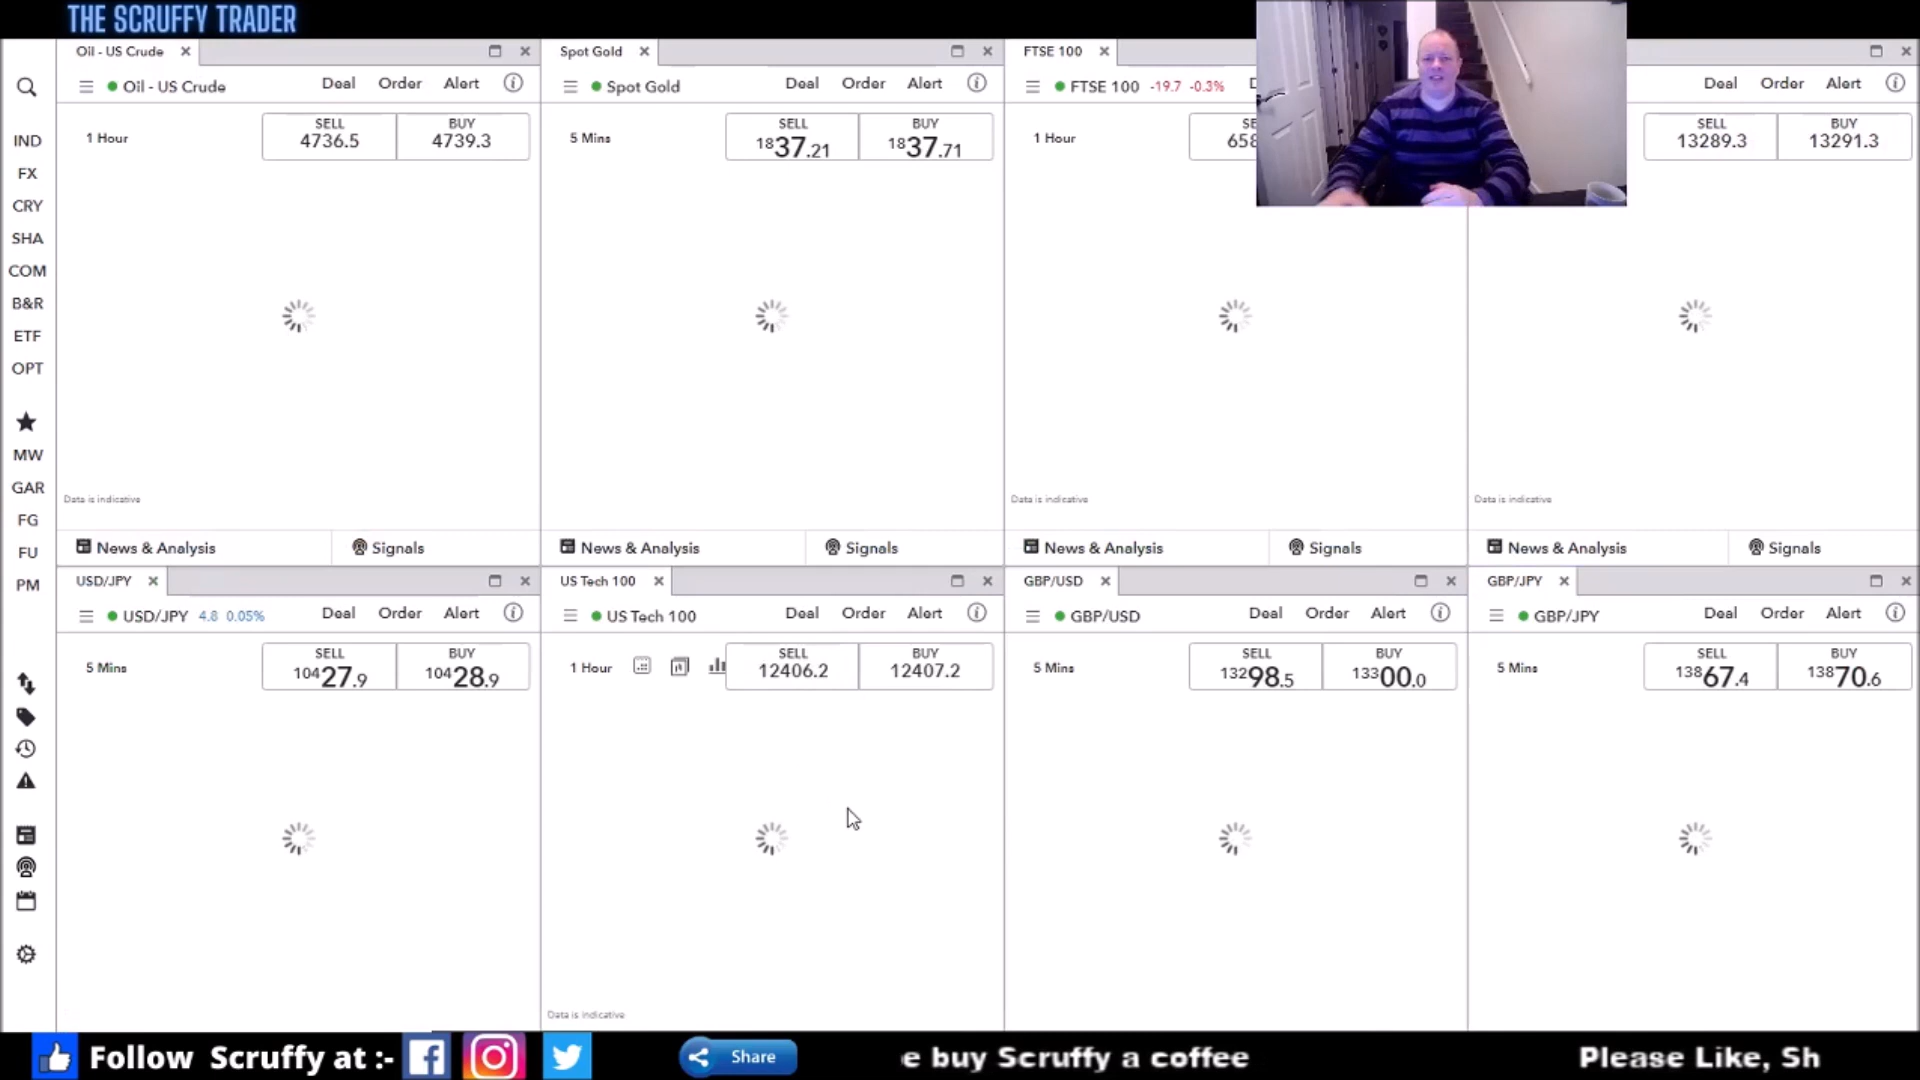 THE SCRUFFY TRADER
Oil - US Crude
Spot Gold
FTSE 100
Oil - US Crude Deal Order Alert
Spot Gold Deal Order Alert
FTSE 100 -19.7 -0.3%
Deal Order Alert
1 Hour SELL 4736.5 BUY 4739.3
5 Mins SELL 1837.21 BUY 1837.71
1 Hour
SELL 13289.3 BUY 13291.3
IND
FX
CRY
SHA
COM
B&R
ETF
OPT
MW
GAR
FG
FU
PM
Data is indicative
Data is indicative
Data is indicative
News & Analysis Signals
News & Analysis Signals
News & Analysis Signals
News & Analysis Signals
USD/JPY
US Tech 100
GBP/USD
GBP/JPY
USD/JPY 4.8 0.05% Deal Order Alert
US Tech 100 Deal Order Alert
GBP/USD Deal Order Alert
GBP/JPY Deal Order Alert
5 Mins SELL 10427.9 BUY 10428.9
1 Hour SELL 12406.2 BUY 12407.2
5 Mins SELL 13298.5 BUY 13300.0
5 Mins SELL 13867.4 BUY 13870.6
Data is indicative
Follow Scruffy at :- Share e buy Scruffy a coffee Please Like, Sh